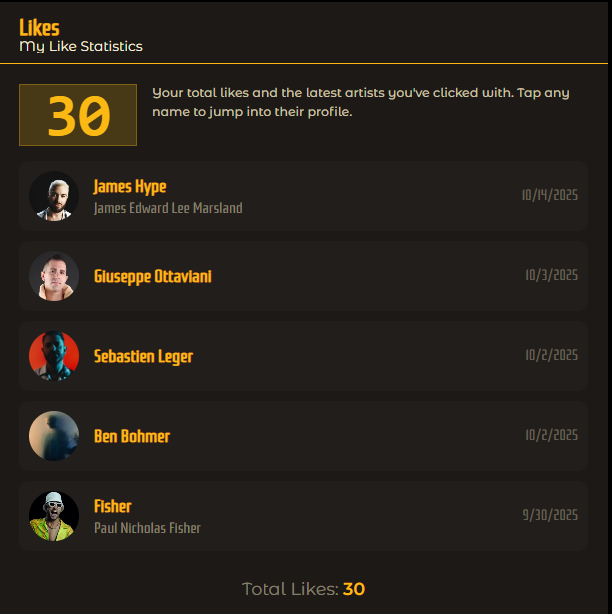 Likes
My Like Statistics
30
Your total likes and the latest artists you've clicked with. Tap any
name to jump into their profile.
James Hype
James Edward Lee Marsland
10/14/2025
Giuseppe Ottaviani
10/3/2025
Sebastien Leger
10/2/2025
Ben Bohmer
10/2/2025
Fisher
Paul Nicholas Fisher
9/30/2025
Total Likes: 30